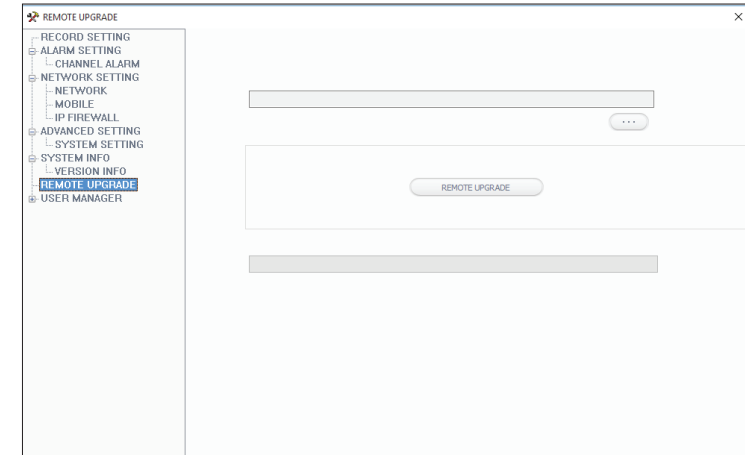 REMOTE UPGRADE
RECORD SETTING
ALARM SETTING
CHANNEL ALARM
NETWORK SETTING
NETWORK
MOBILE
IP FIREWALL
ADVANCED SETTING
SYSTEM SETTING
SYSTEM INFO
VERSION INFO
REMOTE UPGRADE
USER MANAGER
...
REMOTE UPGRADE